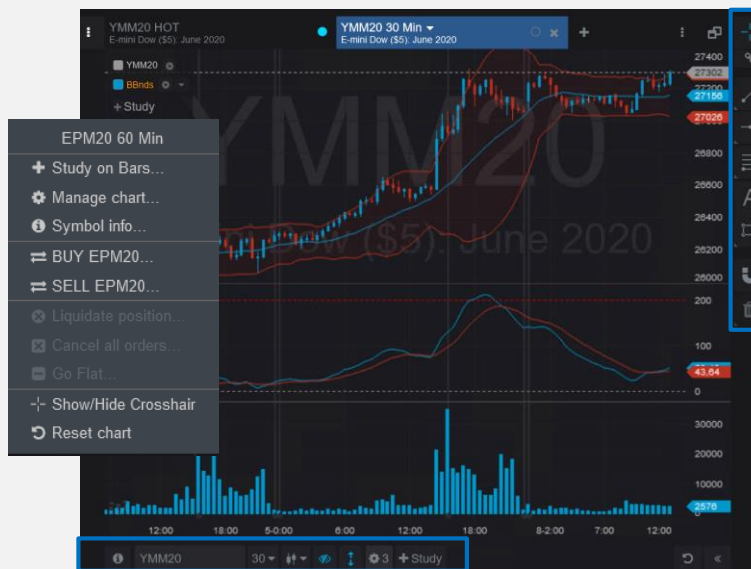 YMM20 HOT
E-mini Dow ($5): June 2020
YMM20 30 Min
E-mini Dow ($5): June 2020
YMM20
BBnds
+Study
YMM20
E-mini Dow ($5): June 2020
EPM20 60 Min
Study on Bars...
Manage chart...
Symbol info...
BUY EPM20...
SELL EPM20...
Liquidate position...
Cancel all orders...
Go Flat...
Show/Hide Crosshair
Reset chart
27400
27302
27200
27156
27026
26800
26600
26400
26200
26000
200
100
43,64
0
30000
20000
10000
2576
12:00 18:00 5-0:00 6:00 12:00 18:00 8-2:00 7:00 12:00
YMM20 30 3 +Study